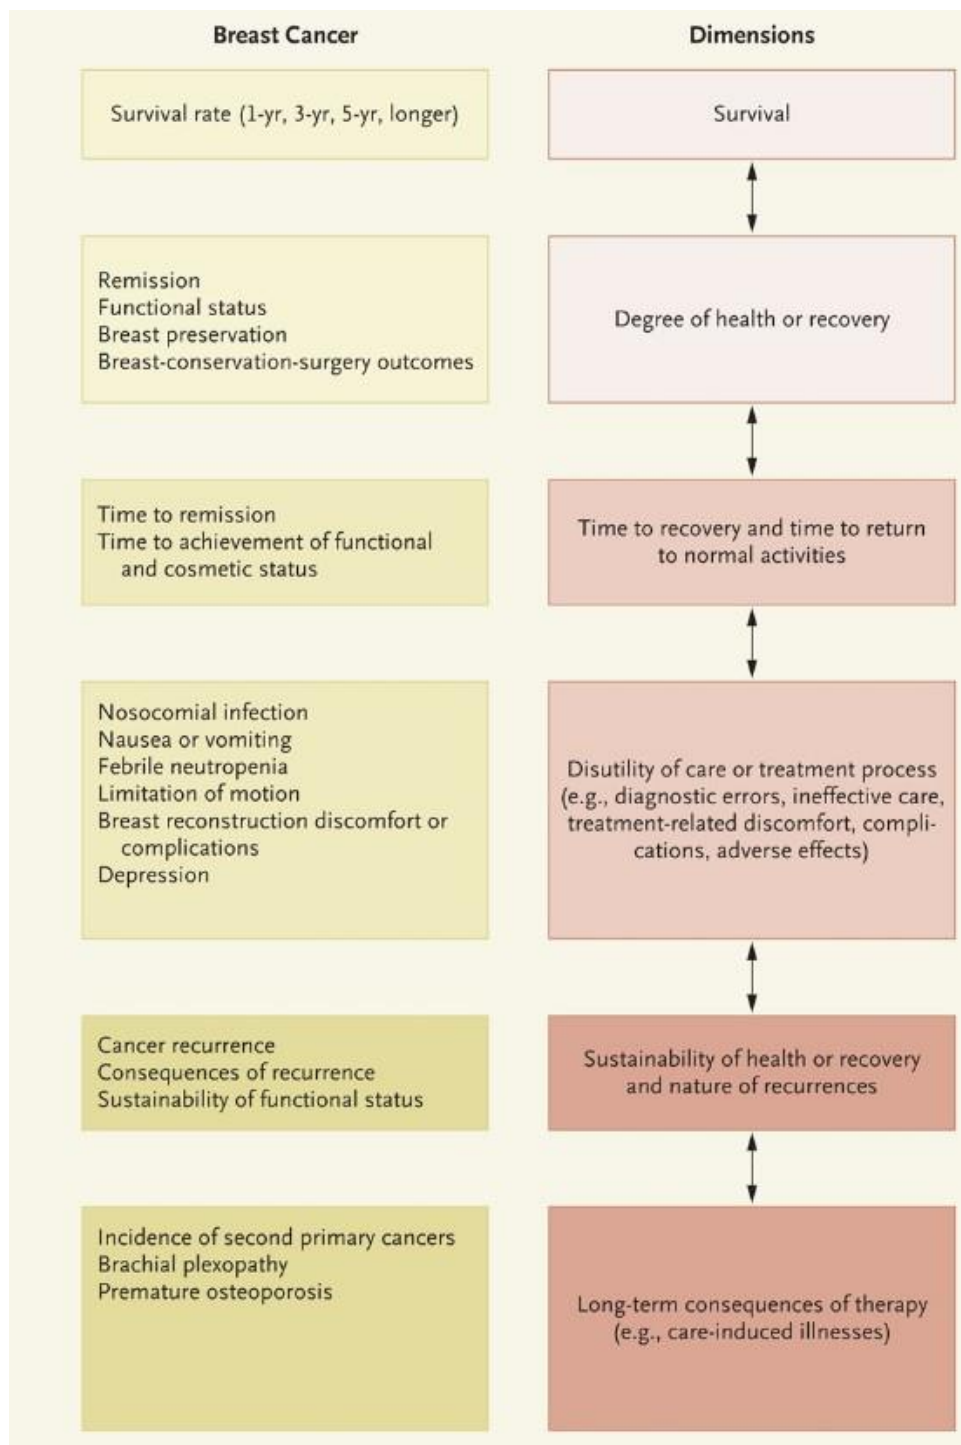 Breast Cancer
Dimensions
Survival rate (1-yr, 3-yr, 5-yr, longer)
Survival
Remission
Functional status
Breast preservation
Breast-conservation-surgery outcomes
Degree of health or recovery
Time to remission
Time to achievement of functional
and cosmetic status
Time to recovery and time to return
to normal activities
Nosocomial infection
Nausea or vomiting
Febrile neutropenia
Limitation of motion
Breast reconstruction discomfort or
complications
Depression
Disutility of care or treatment process
(e.g., diagnostic errors, ineffective care,
treatment-related discomfort, compli-
cations, adverse effects)
Cancer recurrence
Consequences of recurrence
Sustainability of functional status
Sustainability of health or recovery
and nature of recurrences
Incidence of second primary cancers
Brachial plexopathy
Premature osteoporosis
Long-term consequences of therapy
(e.g., care-induced illnesses)